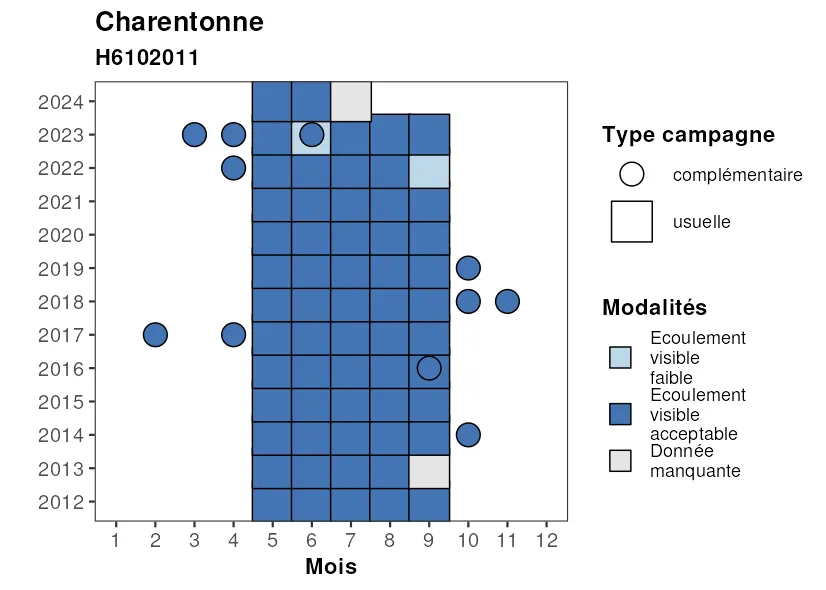 Charentonne
H6102011
2024
2023
2022
2021
2020
2019
2018
2017
2016
2015
2014
2013
2012
1 2 3 4 5 6 7 8 9 10 11 12
Mois
Type campagne
complémentaire
usuelle
Modalités
Ecoulement
visible
faible
Ecoulement
visible
acceptable
Donnée
manquante